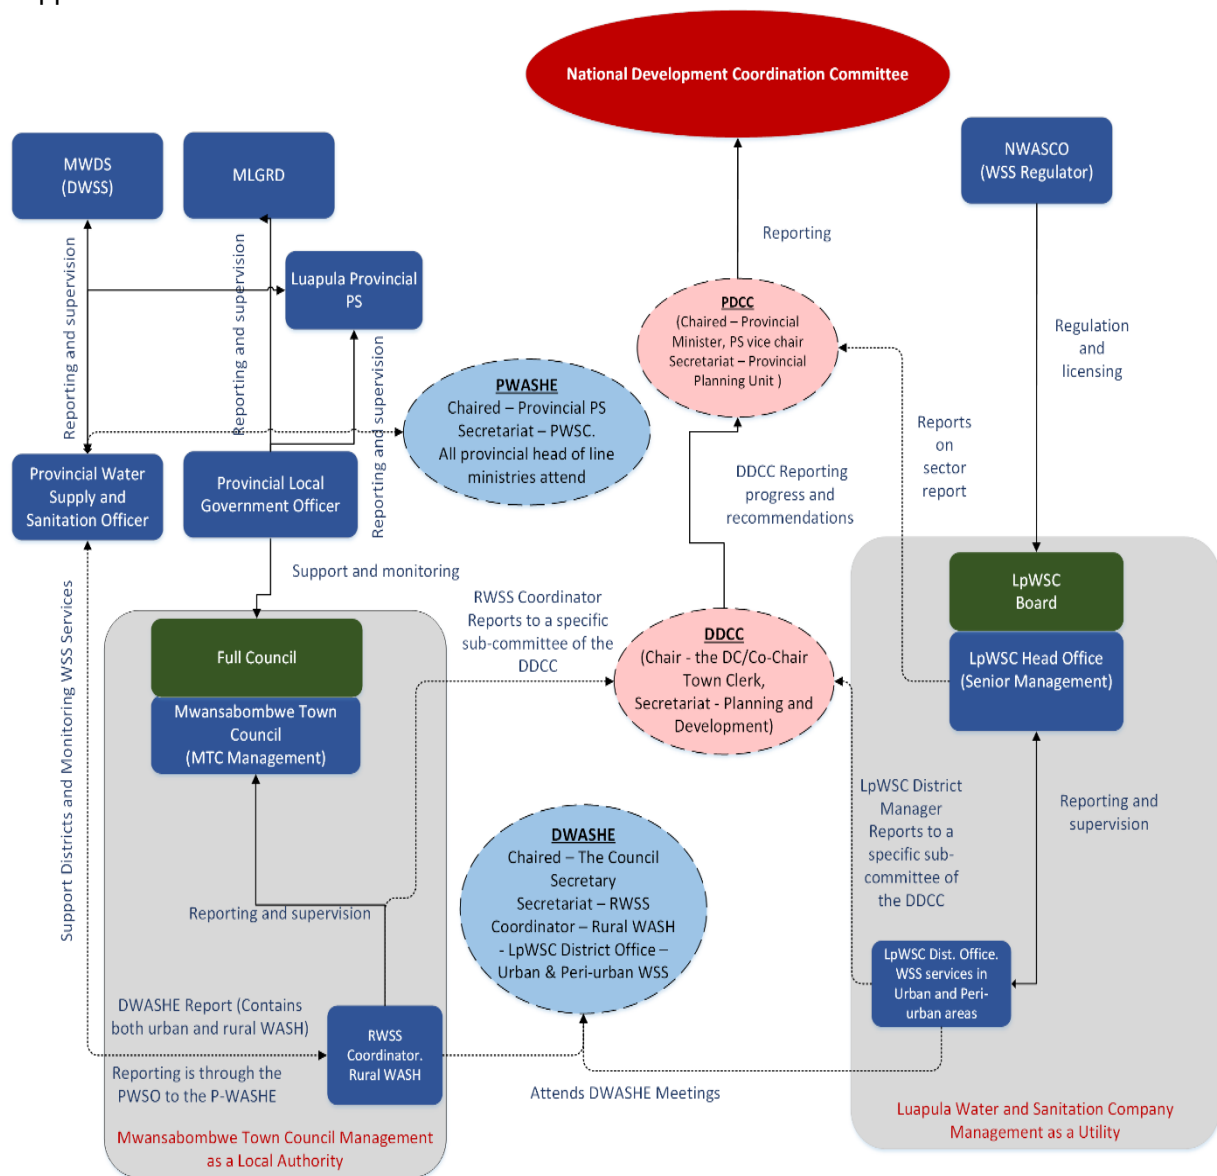 National Development Coordination Committee
MWDS
(DWSS)
MLGRD
NWASCO
(WSS Regulator)
Reporting
Luapula Provincial
PS
Reporting and supervision
Reporting and supervision
Reporting and supervision
PDCC
(Chaired – Provincial
Minister, PS vice chair
Secretariat – Provincial
Planning Unit )
Regulation
and
licensing
PWASHE
Chaired – Provincial PS
Secretariat – PWSC.
All provincial head of line
ministries attend
Reports
on
sector
report
Provincial Water
Supply and
Sanitation Officer
Provincial Local
Government Officer
DDCC Reporting
progress and
recommendations
Support and monitoring
LpWSC
Board
LpWSC Head Office
(Senior Management)
RWSS Coordinator
Reports to a specific
sub-committee of the
DDCC
DDCC
(Chair - the DC/Co-Chair
Town Clerk,
Secretariat - Planning and
Development)
Full Council
Mwansabombwe Town
Council
(MTC Management)
Support Districts and Monitoring WSS Services
LpWSC District
Manager
Reports to a
specific sub-
committee of
the DDCC
Reporting and
supervision
DWASHE
Chaired – The Council
Secretary
Secretariat – RWSS
Coordinator – Rural WASH
- LpWSC District Office –
Urban & Peri-urban WSS
Reporting and supervision
LpWSC Dist. Office.
WSS services in
Urban and Peri-
urban areas
DWASHE Report (Contains
both urban and rural WASH)
RWSS
Coordinator.
Rural WASH
Reporting is through the
PWSO to the P-WASHE
Attends DWASHE Meetings
Mwansabombwe Town Council Management
as a Local Authority
Luapula Water and Sanitation Company
Management as a Utility